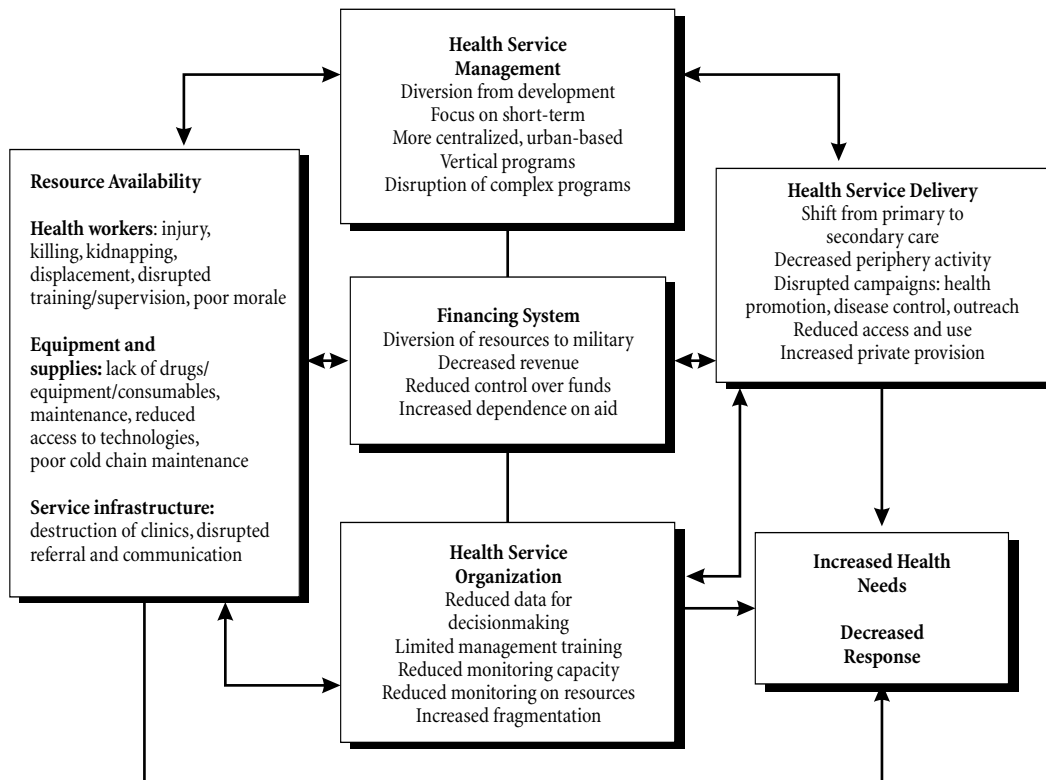 Health Service
Management
Diversion from development
Focus on short-term
More centralized, urban-based
Vertical programs
Disruption of complex programs
Resource Availability
Health workers: injury,
killing, kidnapping,
displacement, disrupted
training/supervision, poor morale
Equipment and
supplies: lack of drugs/
equipment/consumables,
maintenance, reduced
access to technologies,
poor cold chain maintenance
Service infrastructure:
destruction of clinics, disrupted
referral and communication
Financing System
Diversion of resources to military
Decreased revenue
Reduced control over funds
Increased dependence on aid
Health Service Delivery
Shift from primary to
secondary care
Decreased periphery activity
Disrupted campaigns: health
promotion, disease control, outreach
Reduced access and use
Increased private provision
Health Service
Organization
Reduced data for
decisionmaking
Limited management training
Reduced monitoring capacity
Reduced monitoring on resources
Increased fragmentation
Increased Health
Needs
Decreased
Response